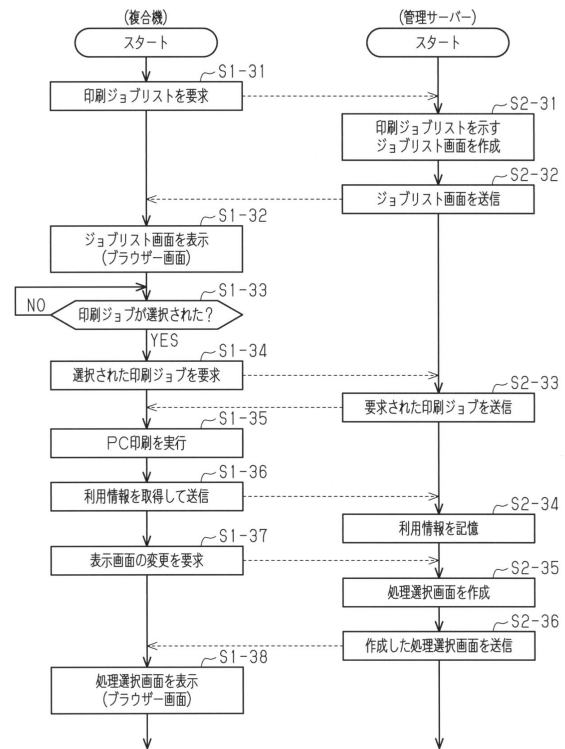 (複合機)
(管理サーバー)
スタート
スタート
S1-31
印刷ジョブリストを要求
S2-31
印刷ジョブリストを示す
ジョブリスト画面を作成
S2-32
ジョブリスト画面を送信
S1-32
ジョブリスト画面を表示
(ブラウザー画面)
S1-33
NO
印刷ジョブが選択された?
YES
S1-34
選択された印刷ジョブを要求
S2-33
要求された印刷ジョブを送信
S1-35
PC印刷を実行
S1-36
利用情報を取得して送信
S2-34
利用情報を記憶
S1-37
表示画面の変更を要求
S2-35
処理選択画面を作成
S2-36
作成した処理選択画面を送信
S1-38
処理選択画面を表示
(ブラウザー画面)